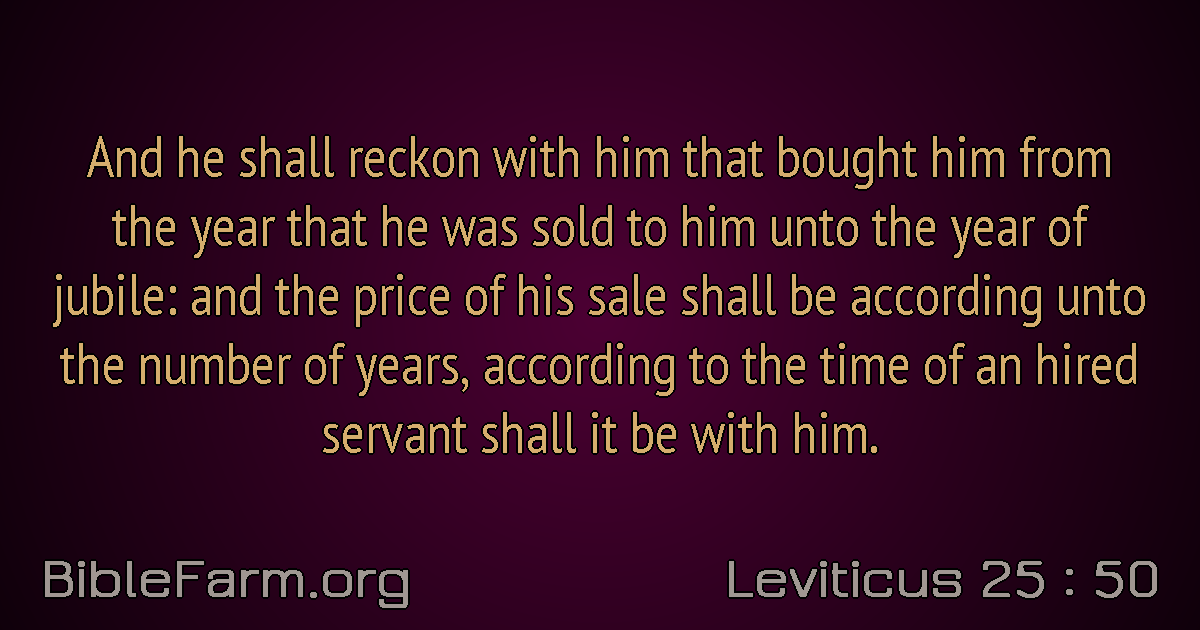 And he shall reckon with him that bought him from
the year that he was sold to him unto the year of
jubile: and the price of his sale shall be according unto
the number of years, according to the time of an hired
servant shall it be with him.
BibleFarm.org
Leviticus 25 : 50